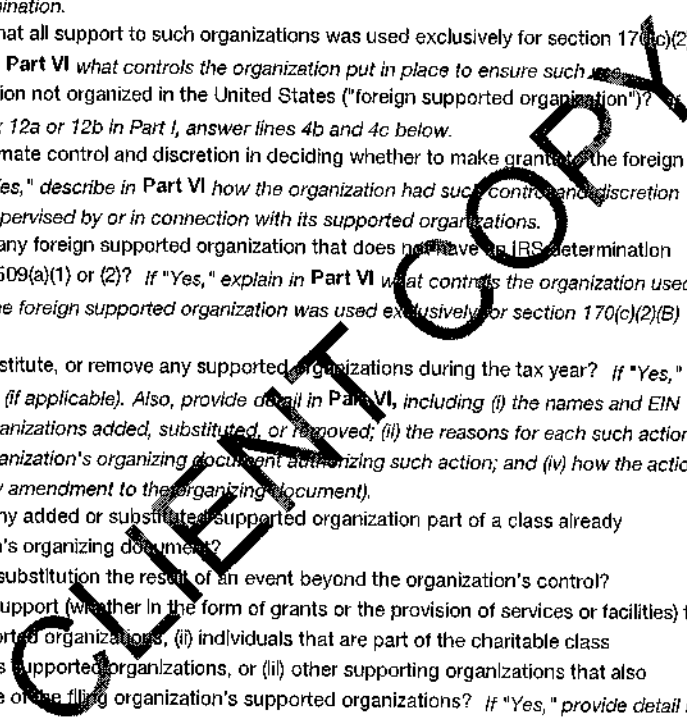 ination.
hat all support to such organizations was used exclusively for section 170(c)(2)
Part VI what controls the organization put in place to ensure such use.
ion not organized in the United States ("foreign supported organization")? If
12a or 12b in Part I, answer lines 4b and 4c below.
mate control and discretion in deciding whether to make grants to the foreign
es," describe in Part VI how the organization had such control and discretion
pervised by or in connection with its supported organizations.
any foreign supported organization that does not have an IRS determination
509(a)(1) or (2)? If "Yes," explain in Part VI what controls the organization used
e foreign supported organization was used exclusively for section 170(c)(2)(B)
stitute, or remove any supported organizations during the tax year? If "Yes,"
(if applicable). Also, provide detail in Part VI, including (i) the names and EIN
anizations added, substituted, or removed; (ii) the reasons for each such action
anization's organizing document authorizing such action; and (iv) how the actio
y amendment to the organizing document).
ny added or substituted supported organization part of a class already
's organizing document?
substitution the result of an event beyond the organization's control?
upport (whether in the form of grants or the provision of services or facilities) t
orted organizations, (ii) individuals that are part of the charitable class
s supported organizations, or (iii) other supporting organizations that also
e of the filing organization's supported organizations? If "Yes," provide detail
CLIENT COPY